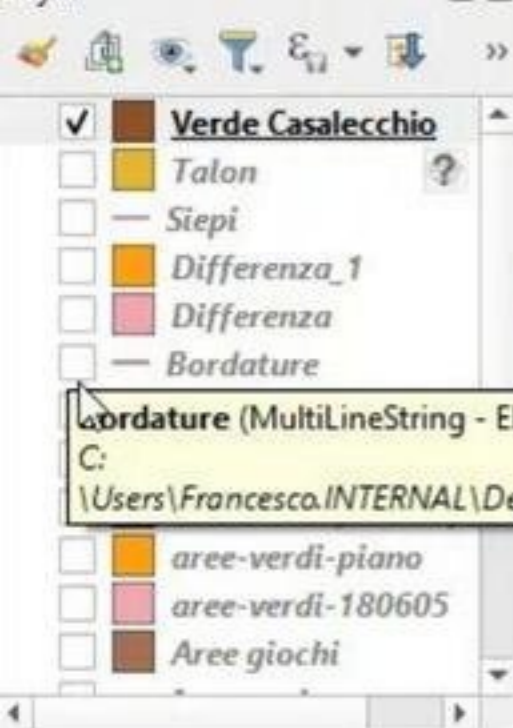 Verde Casalecchio
Talon
?
Siepi
Differenza_1
Differenza
Bordature
Bordature (MultiLineString - E
C:
\Users\Francesco.INTERNAL\De
aree-verdi-piano
aree-verdi-180605
Aree giochi